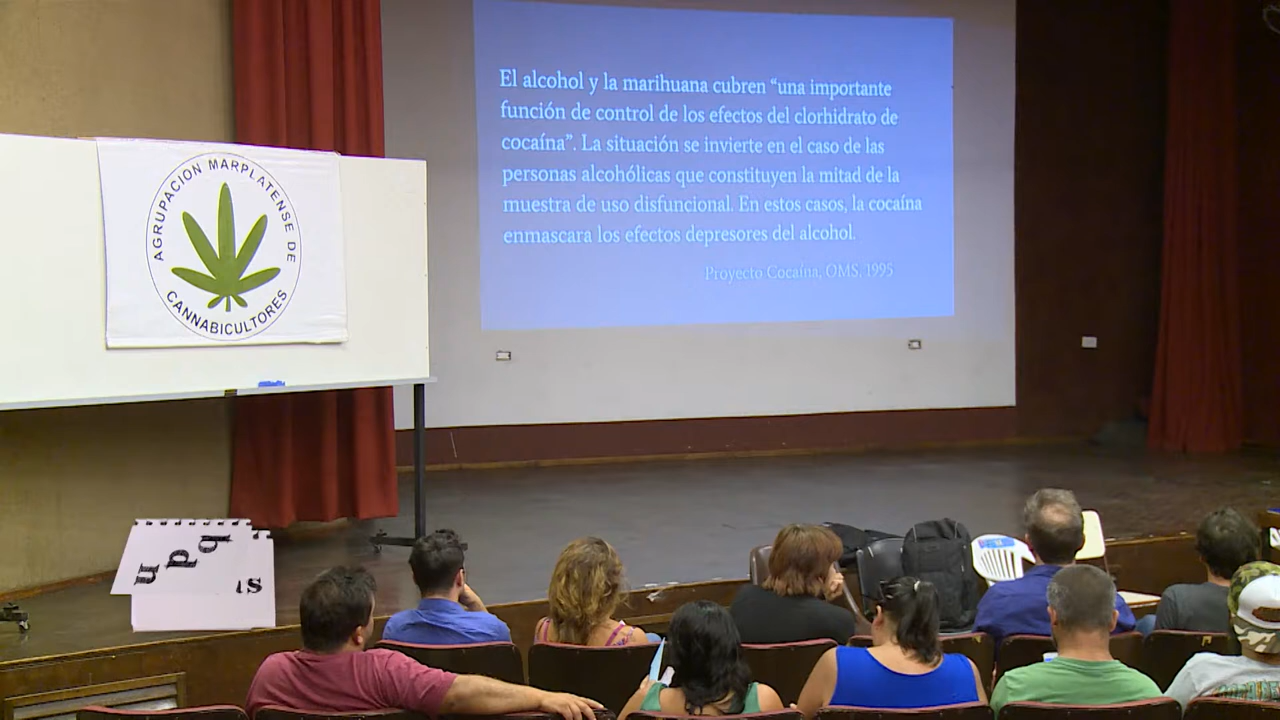 El alcohol y la marihuana cubren “una importante
función de control de los efectos del clorhidrato de
cocaína”. La situación se invierte en el caso de las
personas alcohólicas que constituyen la mitad de la
muestra de uso disfuncional. En estos casos, la cocaína
enmascara los efectos depresores del alcohol.
Proyecto Cocaína, OMS, 1995
AGRUPACION MARPLATENSE DE
CANNABICULTORES